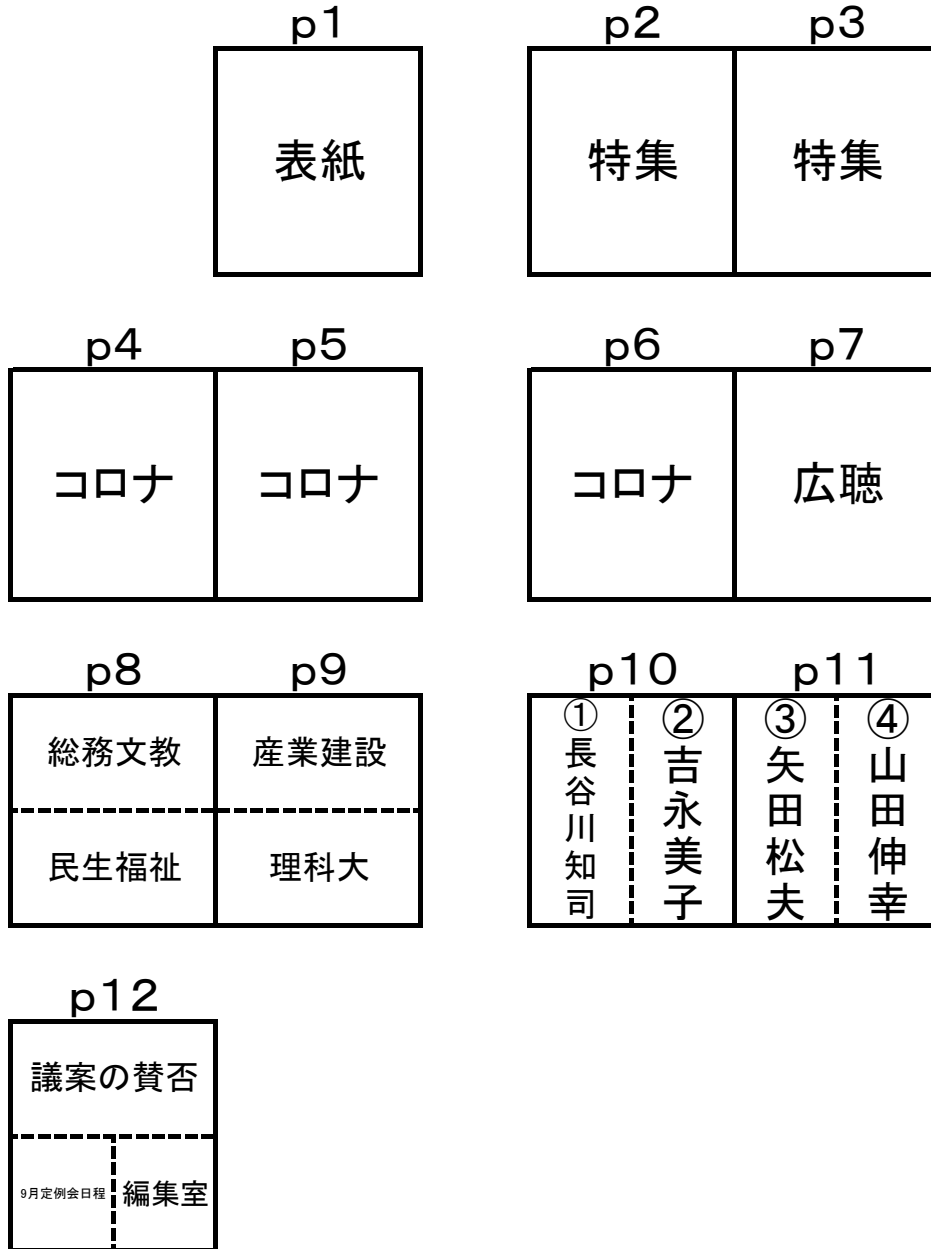 p1
表紙
p2 p3
特集 特集
p4 p5
コロナ コロナ
p6 p7
コロナ 広聴
p8 p9
総務文教 産業建設
民生福祉 理科大
p10 p11
①長谷川知司
②吉永美子
③矢田松夫
④山田伸幸
p12
議案の賛否
9月定例会日程 編集室